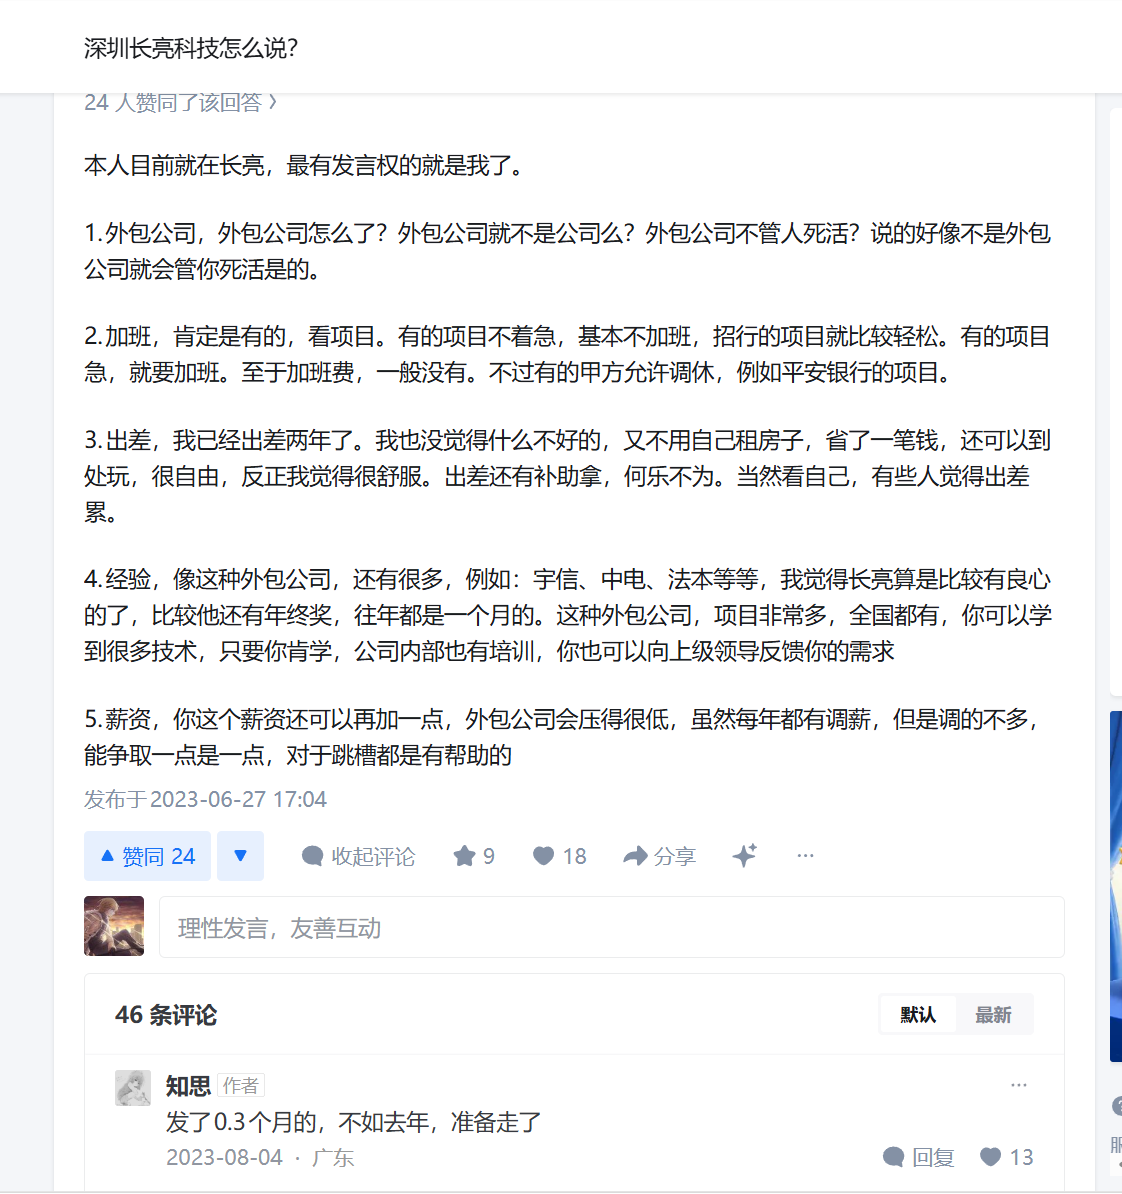 深圳长亮科技怎么说？
24 人赞同了该回答 ›
本人目前就在长亮，最有发言权的就是我了。
1. 外包公司，外包公司怎么了？外包公司就不是公司么？外包公司不管人死活？说的好像不是外包
公司就会管你死活是的。
2. 加班，肯定是有的，看项目。有的项目不着急，基本不加班，招行的项目就比较轻松。有的项目
急，就要加班。至于加班费，一般没有。不过有的甲方允许调休，例如平安银行的项目。
3. 出差，我已经出差两年了。我也没觉得什么不好的，又不用自己租房子，省了一笔钱，还可以到
处玩，很自由，反正我觉得很舒服。出差还有补助拿，何乐不为。当然看自己，有些人觉得出差
累。
4. 经验，像这种外包公司，还有很多，例如：宇信、中电、法本等等，我觉得长亮算是比较有良心
的了，比较他还有年终奖，往年都是一个月的。这种外包公司，项目非常多，全国都有，你可以学
到很多技术，只要你肯学，公司内部也有培训，你也可以向上级领导反馈你的需求
5. 薪资，你这个薪资还可以再加一点，外包公司会压得很低，虽然每年都有调薪，但是调的不多，
能争取一点是一点，对于跳槽都是有帮助的
发布于 2023-06-27 17:04
赞同 24 收起评论 9 18 分享 ···
理性发言，友善互动
46 条评论 默认 最新
知思 作者 ···
发了0.3个月的，不如去年，准备走了
2023-08-04 · 广东 回复 13